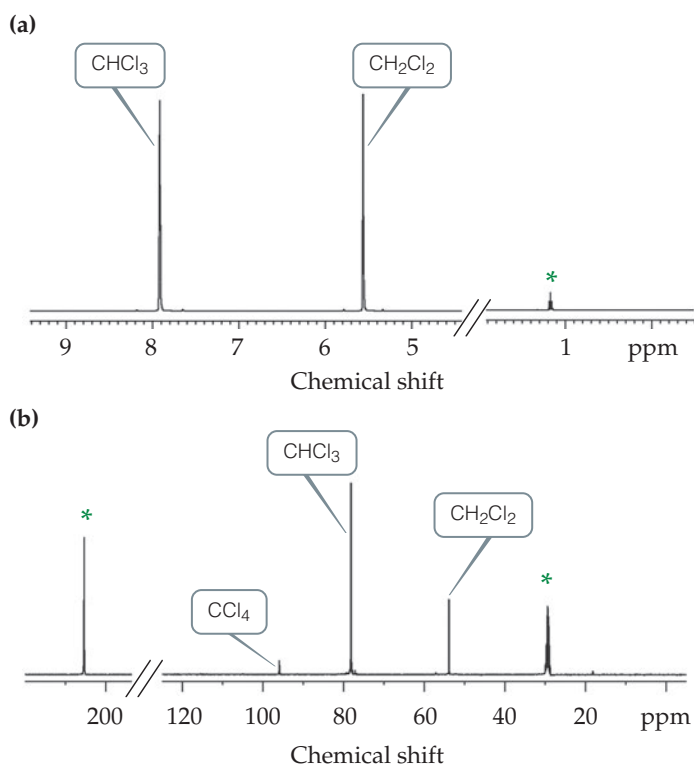 (a)
CHCl₃ CH₂Cl₂
*
9 8 7 6 5 1 ppm
Chemical shift
(b)
CHCl₃
* CH₂Cl₂
*
CCl₄
200 120 100 80 60 40 20 ppm
Chemical shift